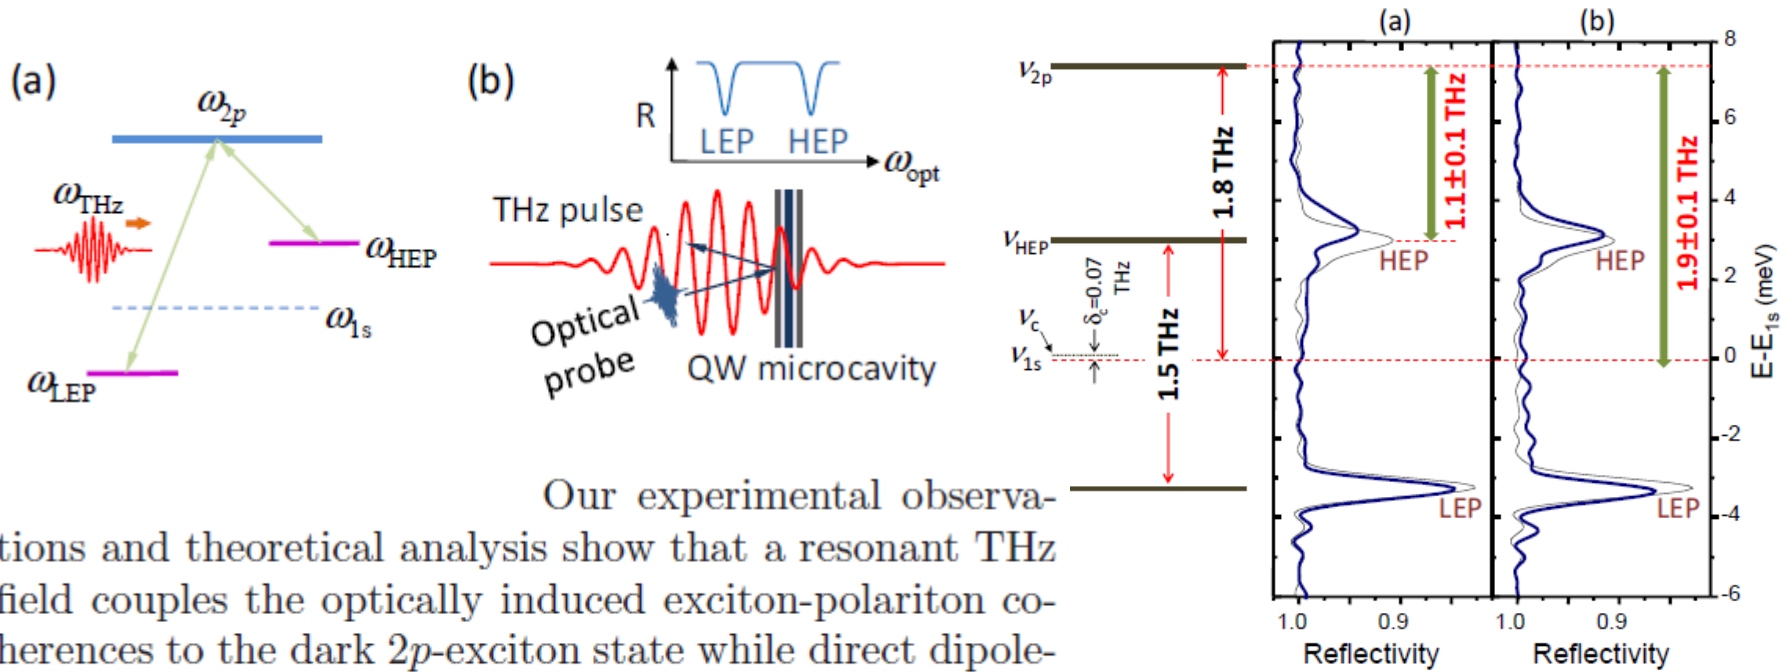 (a)
ω2p
ωTHz
ωHEP
ω1s
ωLEP
(b)
R
LEP HEP
ωopt
THz pulse
Optical
probe
QW microcavity
Our experimental observa-
tions and theoretical analysis show that a resonant THz
field couples the optically induced exciton-polariton co-
herences to the dark 2p-exciton state while direct dipole-
ν2p
νHEP
νc
ν1s
δc=0.07
THz
1.8 THz
1.5 THz
(a)
1.1±0.1 THz
HEP
LEP
1.0 0.9
Reflectivity
(b)
1.9±0.1 THz
HEP
LEP
1.0 0.9
Reflectivity
8
6
4
2
0
-2
-4
-6
E-E1s (meV)